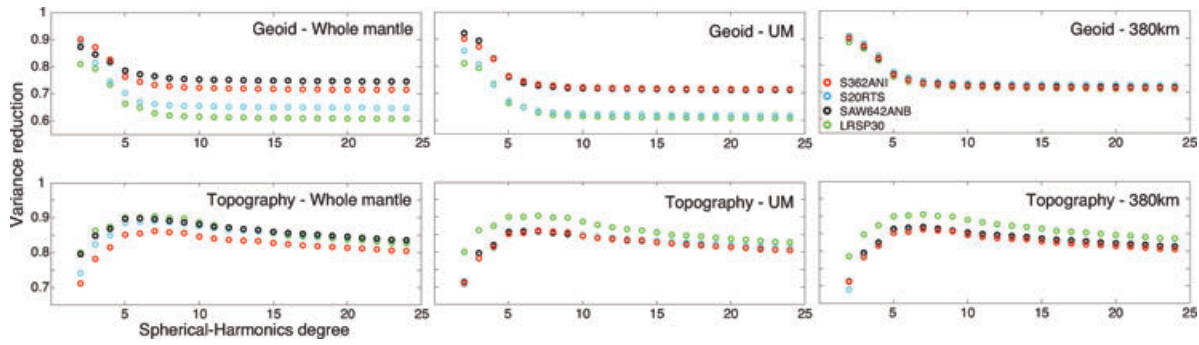 Geoid - Whole mantle
Geoid - UM
Geoid - 380km
1
0.9
0.8
0.7
0.6
5 10 15 20 25
5 10 15 20 25
5 10 15 20 25
S362ANI
S20RTS
SAW642ANB
LRSP30
Variance reduction
Topography - Whole mantle
Topography - UM
Topography - 380km
1
0.9
0.8
0.7
5 10 15 20 25
5 10 15 20 25
5 10 15 20 25
Spherical-Harmonics degree